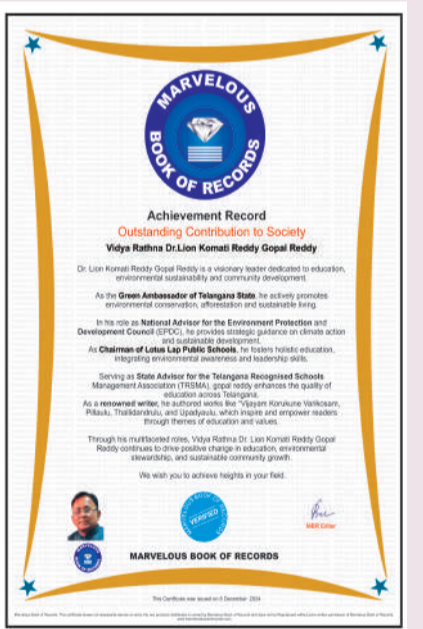 MARVELOUS
BOOK OF RECORDS
Achievement Record
Outstanding Contribution to Society
Vidya Rathna Dr.Lion Komati Reddy Gopal Reddy
Dr. Lion Komati Reddy Gopal Reddy is a visionary leader dedicated to education,
environmental sustainability and community development.
As the Green Ambassador of Telangana State, he actively promotes
environmental conservation, afforestation and sustainable living.
In his role as National Advisor for the Environment Protection and
Development Council (EPDC), he provides strategic guidance on climate action
and sustainable development.
As Chairman of Lotus Lap Public Schools, he fosters holistic education,
integrating environmental awareness and leadership skills.
Serving as State Advisor for the Telangana Recognised Schools
Management Association (TRSMA), gopal reddy enhances the quality of
education across Telangana.
As a renowned writer, he authored works like "Vijayam Korukune Varikosam,
Pillaulu, Thallidandrulu, and Upadyaulu, which inspire and empower readers
through themes of education and values.
Through his multifaceted roles, Vidya Rathna Dr. Lion Komati Reddy Gopal
Reddy continues to drive positive change in education, environmental
stewardship, and sustainable community growth.
We wish you to achieve heights in your field.
MARVELOUS BOOK OF
VERIFIED
RECORDS
MBR Editor
MARVELOUS BOOK OF RECORDS
This Certificate was issued on 8 December 2024